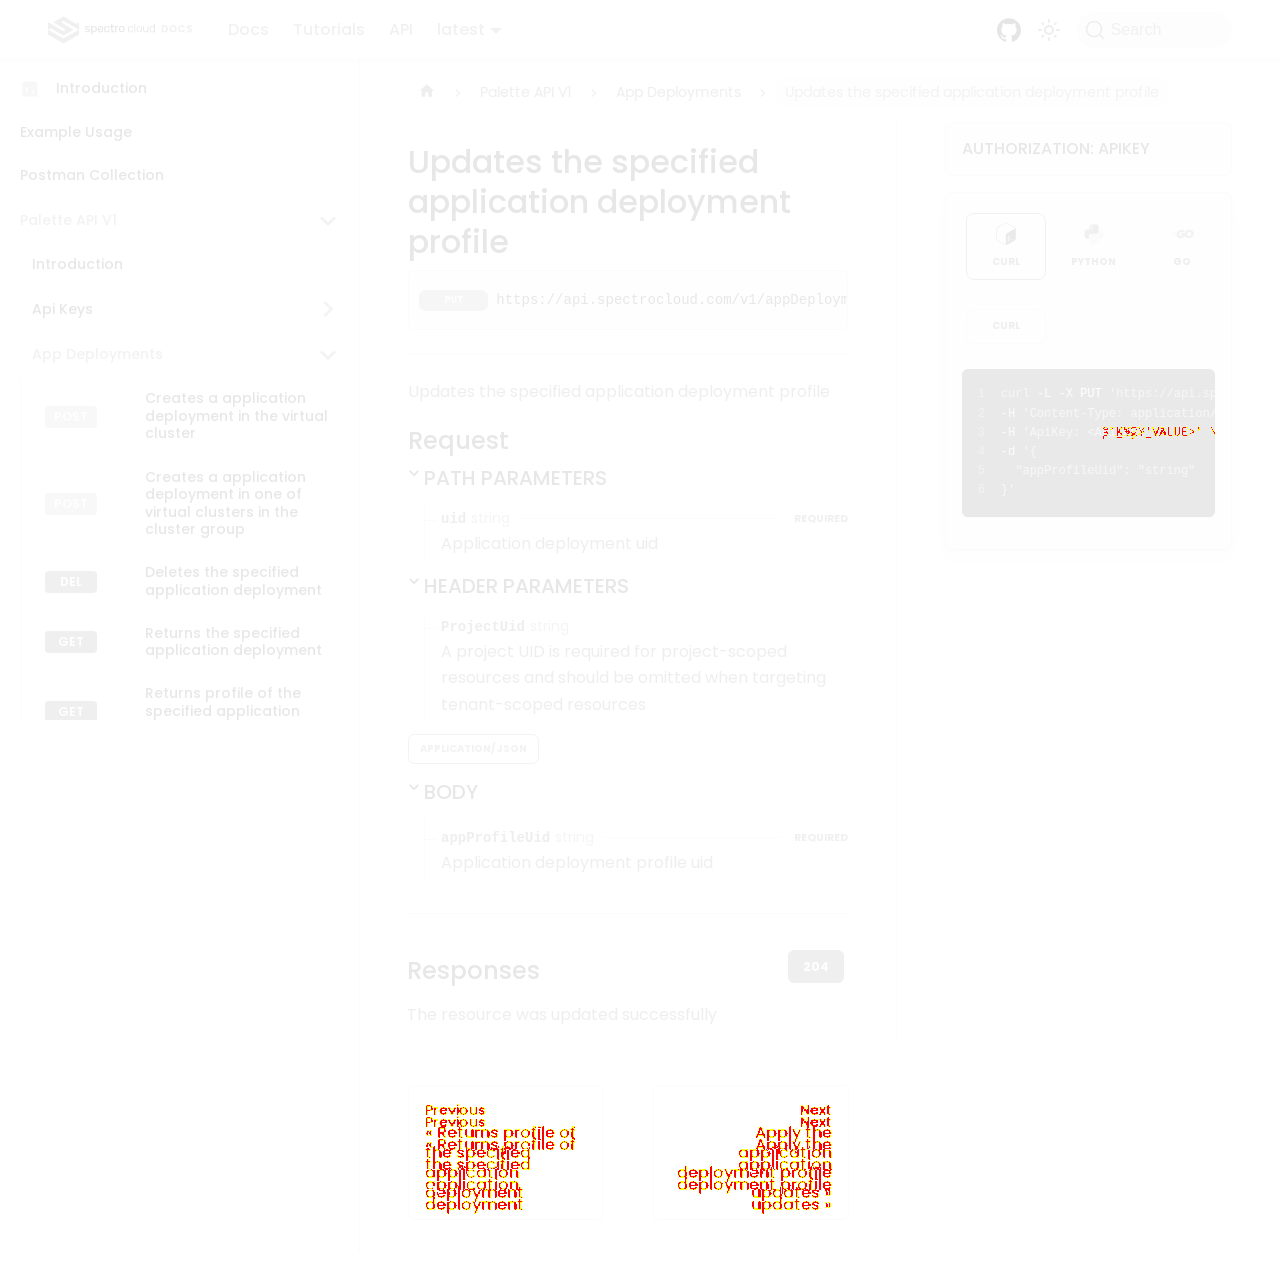 spectro cloud DOCS
Docs Tutorials API latest
Search
Introduction
Example Usage
Postman Collection
Palette API V1
Introduction
Api Keys
App Deployments
POST Creates a application deployment in the virtual cluster
POST Creates a application deployment in one of virtual clusters in the cluster group
DEL Deletes the specified application deployment
GET Returns the specified application deployment
GET Returns profile of the specified application
Palette API V1 App Deployments Updates the specified application deployment profile
Updates the specified
application deployment
profile
PUT https://api.spectrocloud.com/v1/appDeploym
Updates the specified application deployment profile
Request
PATH PARAMETERS
uid string REQUIRED
Application deployment uid
HEADER PARAMETERS
ProjectUid string
A project UID is required for project-scoped
resources and should be omitted when targeting
tenant-scoped resources
APPLICATION/JSON
BODY
appProfileUid string REQUIRED
Application deployment profile uid
Responses 204
The resource was updated successfully
Previous
« Returns profile of
the specified
application
deployment
Next
Apply the
application
deployment profile
updates »
AUTHORIZATION: APIKEY
CURL PYTHON GO
CURL
1 curl -L -X PUT 'https://api.sp
2 -H 'Content-Type: application/
3 -H 'ApiKey: <
4 -d '{
5 "appProfileUid": "string"
6 }'